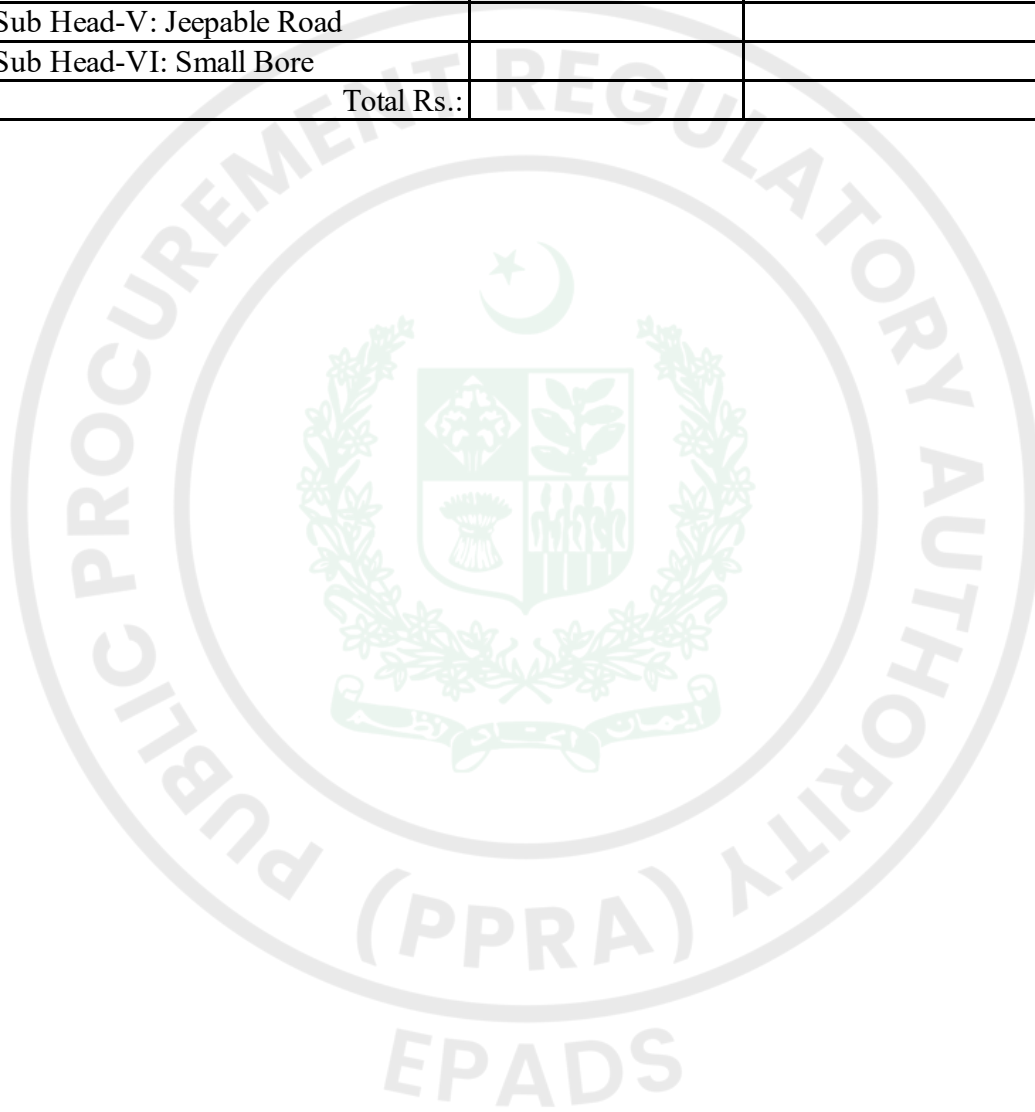 Sub Head-V: Jeepable Road
Sub Head-VI: Small Bore
Total Rs.:
PUBLIC PROCUREMENT REGULATORY AUTHORITY
(PPRA)
EPADS